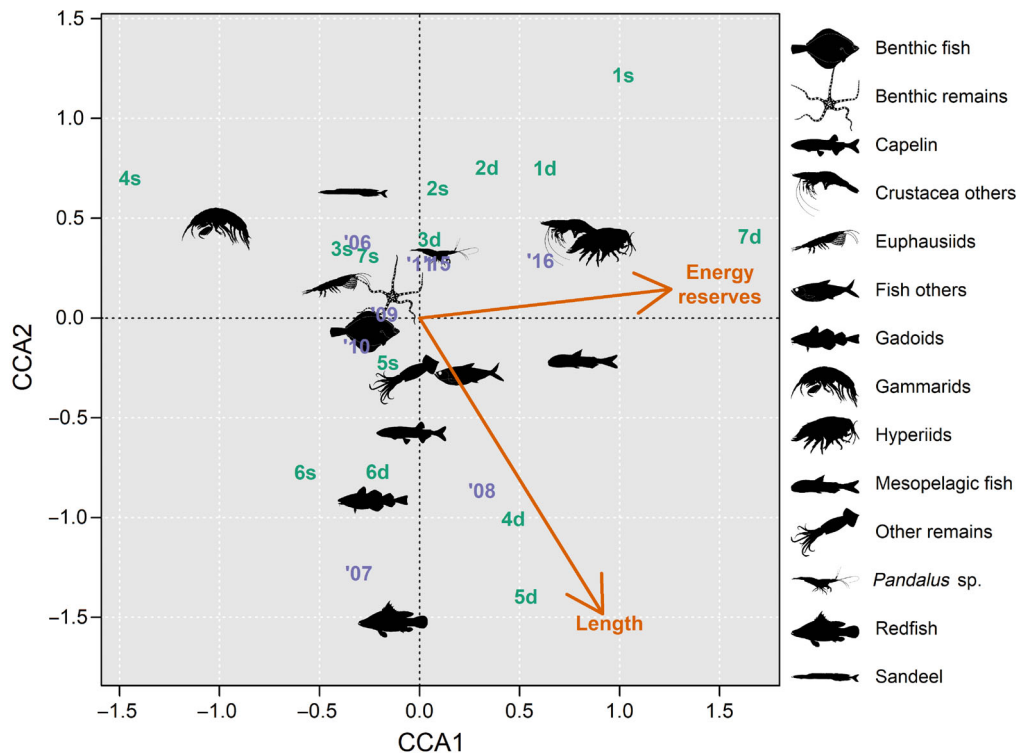 1.5
1.0
0.5
0.0
−0.5
−1.0
−1.5
CCA2
−1.5
−1.0
−0.5
0.0
0.5
1.0
1.5
CCA1
1s
4s
2s
2d
1d
'06
3s
7s
3d
'16
7d
Energy
reserves
'09
'10
5s
6s
6d
'08
4d
'07
5d
Length
Benthic fish
Benthic remains
Capelin
Crustacea others
Euphausiids
Fish others
Gadoids
Gammarids
Hyperiids
Mesopelagic fish
Other remains
Pandalus sp.
Redfish
Sandeel